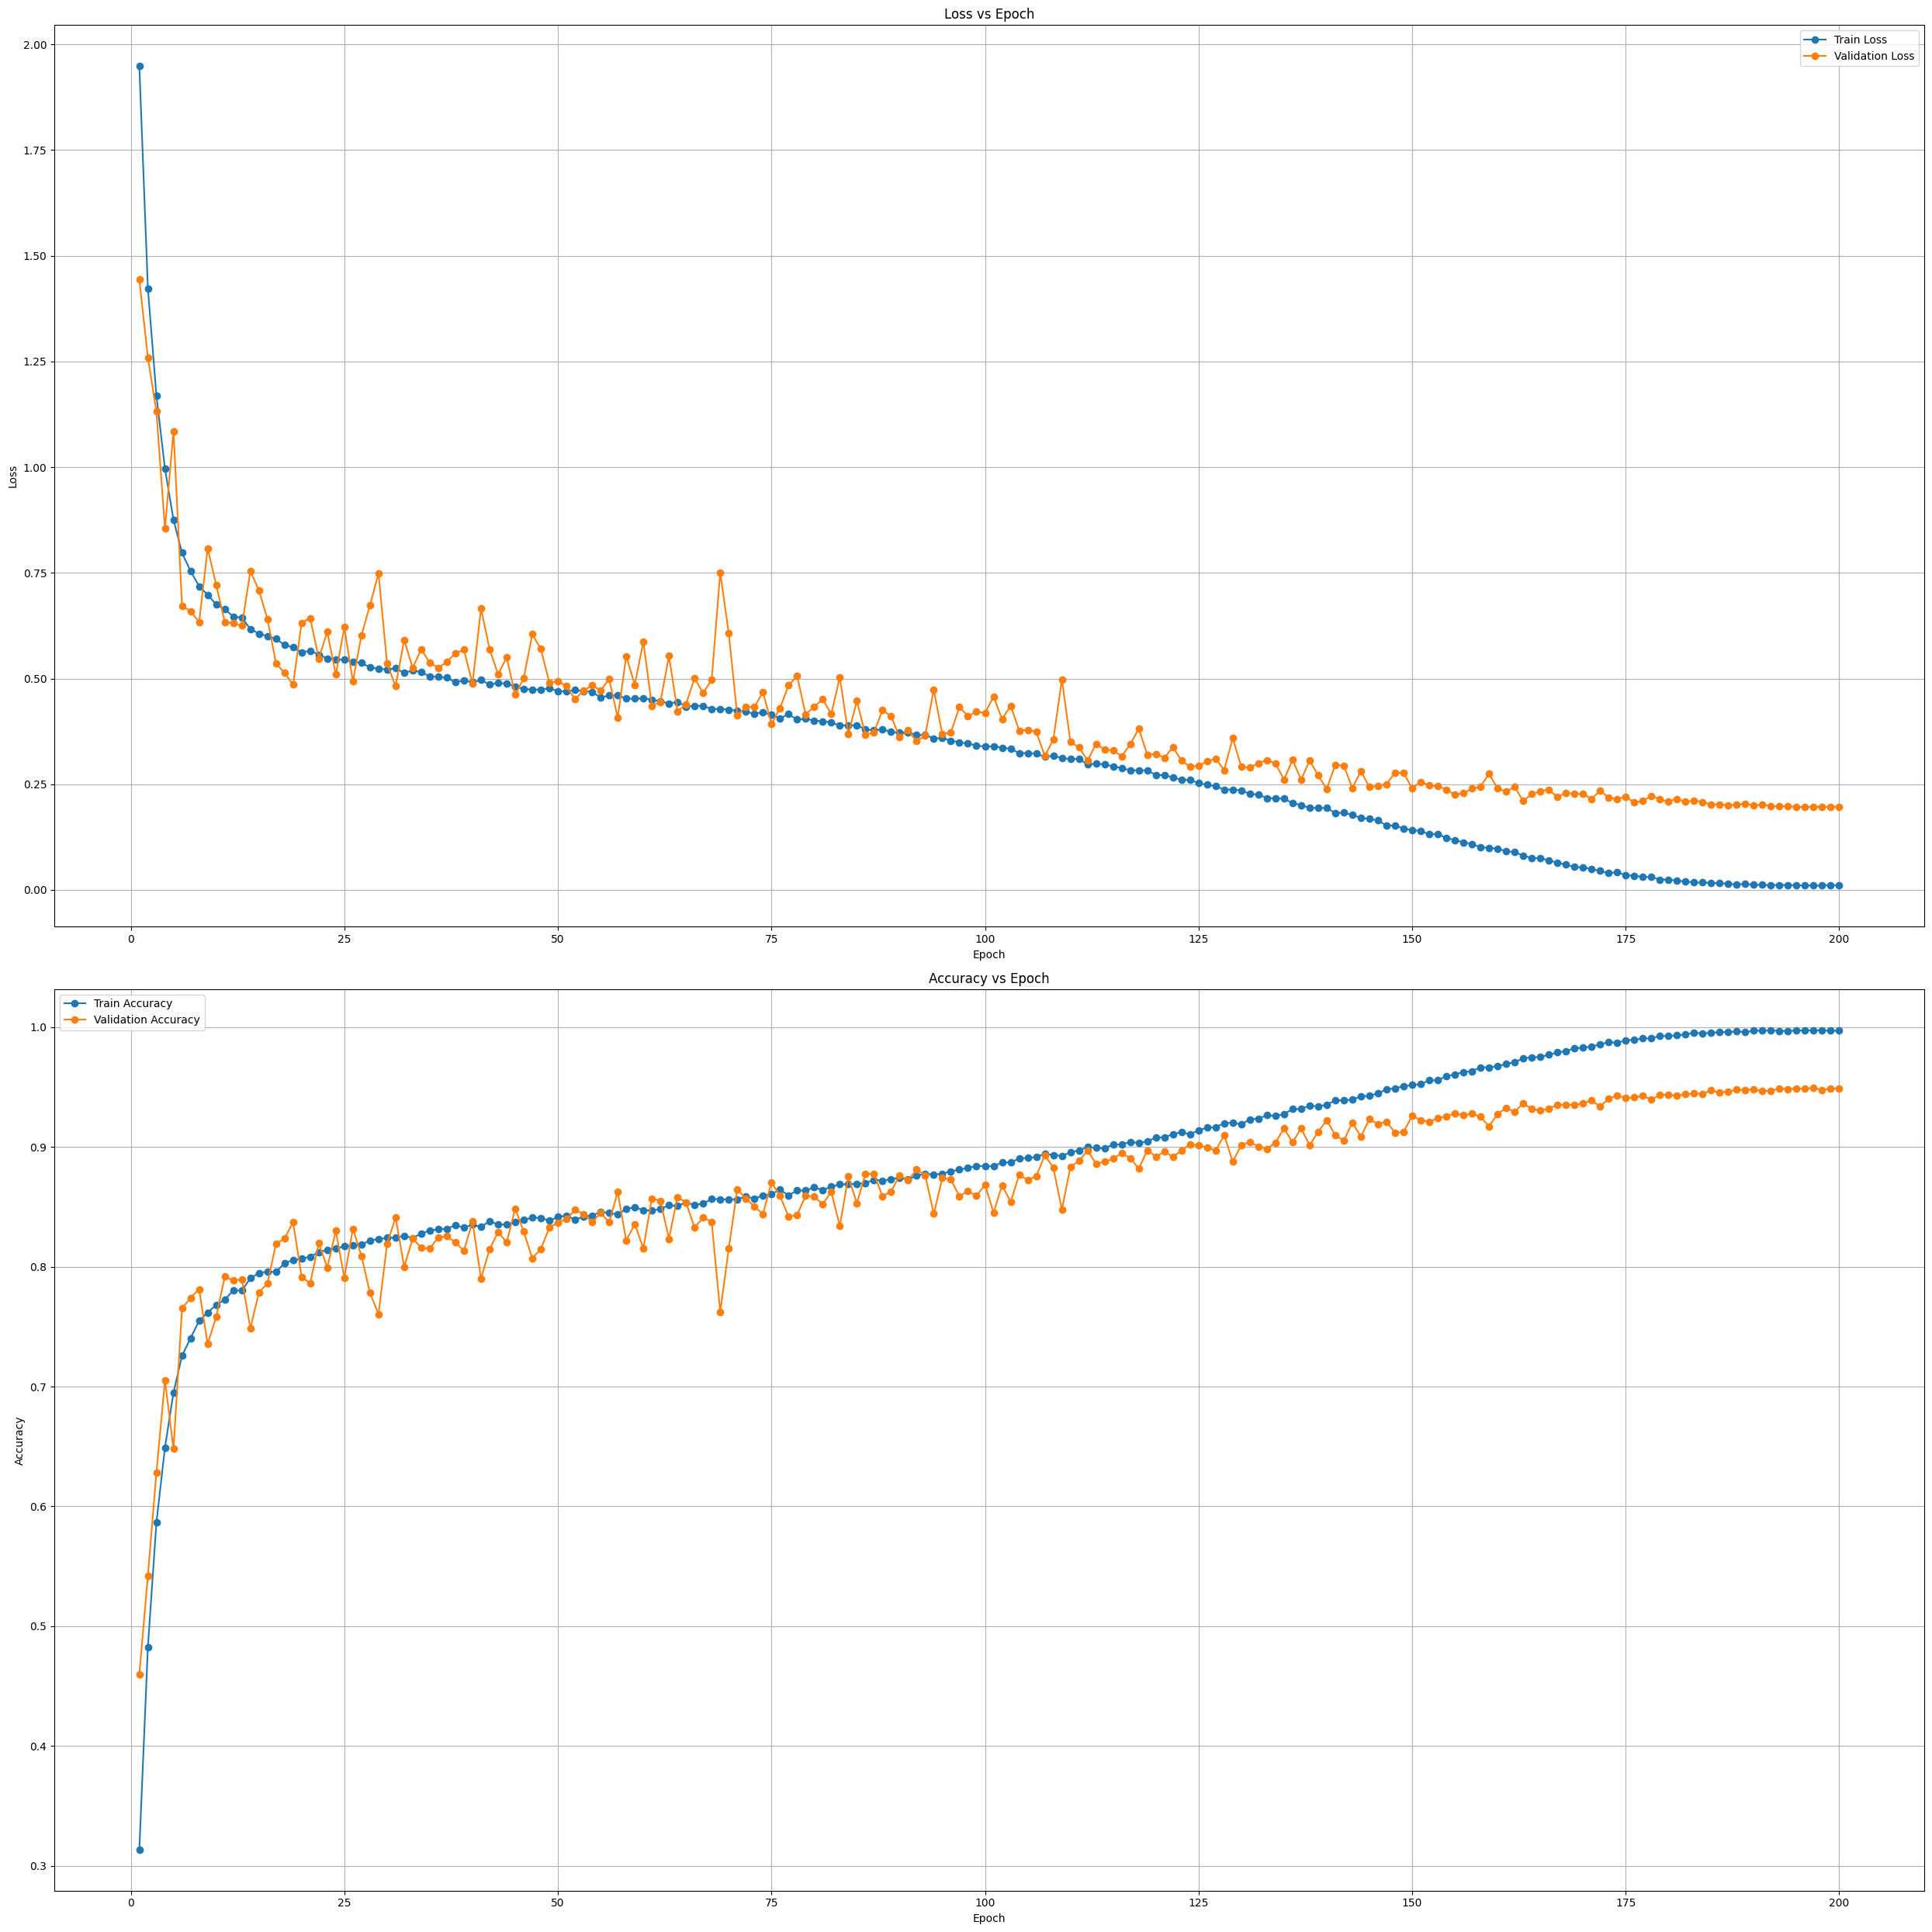 Loss vs Epoch
Train Loss
Validation Loss
2.00
1.75
1.50
1.25
1.00
0.75
0.50
0.25
0.00
Loss
0 25 50 75 100 125 150 175 200
Epoch
Accuracy vs Epoch
Train Accuracy
Validation Accuracy
1.0
0.9
0.8
0.7
0.6
0.5
0.4
0.3
Accuracy
0 25 50 75 100 125 150 175 200
Epoch